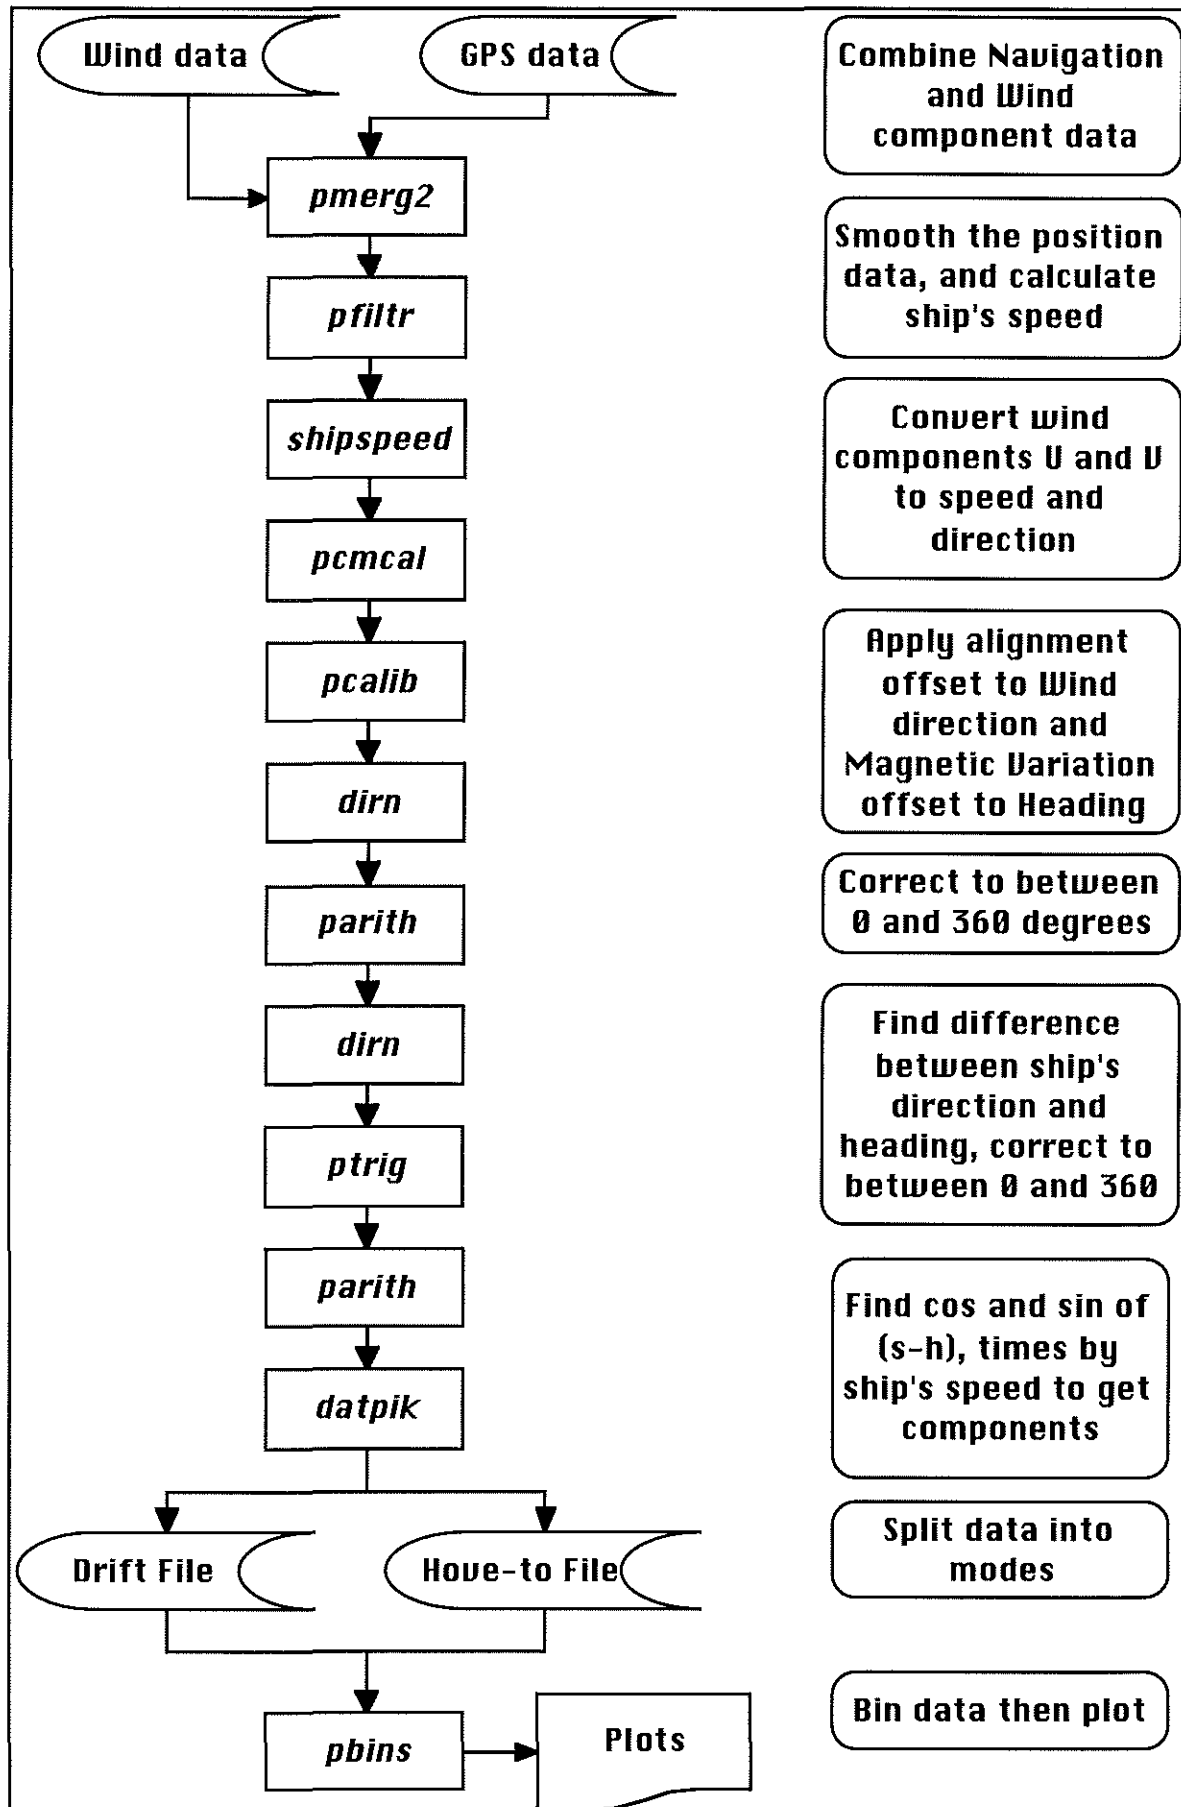 Wind data
GPS data
pmerg2
pfiltr
shipspeed
pcmcal
pcalib
dirn
parith
dirn
ptrig
parith
datpik
Drift File
Hove-to File
pbins
Plots
Combine Navigation
and Wind
component data
Smooth the position
data, and calculate
ship's speed
Convert wind
components U and V
to speed and
direction
Apply alignment
offset to Wind
direction and
Magnetic Variation
offset to Heading
Correct to between
0 and 360 degrees
Find difference
between ship's
direction and
heading, correct to
between 0 and 360
Find cos and sin of
(s-h), times by
ship's speed to get
components
Split data into
modes
Bin data then plot